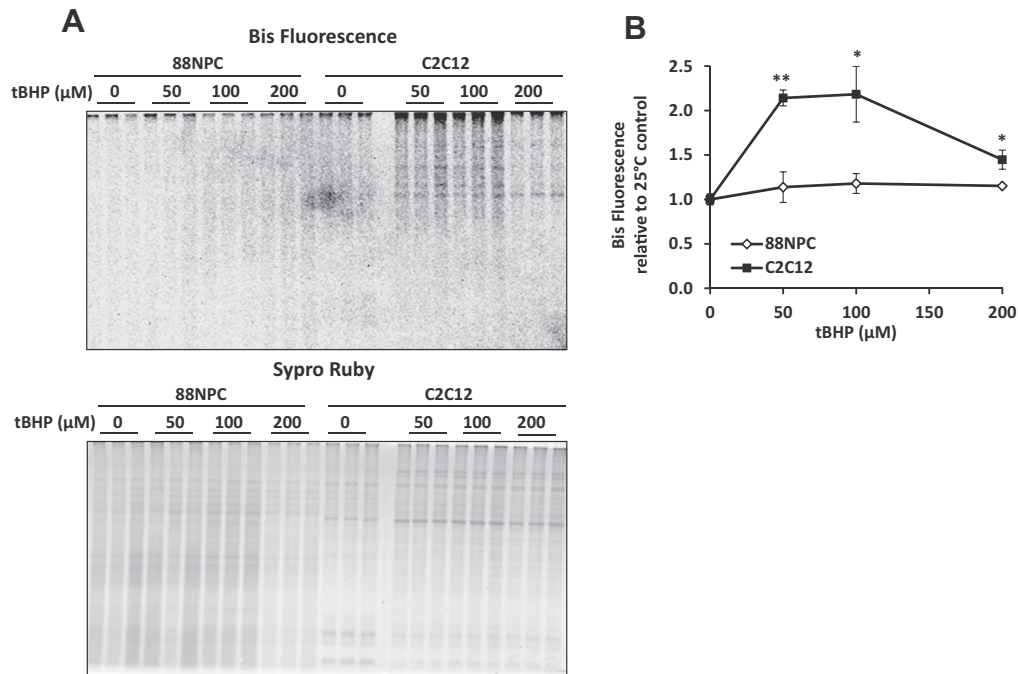 A
Bis Fluorescence
88NPC C2C12
tBHP (μM) 0 50 100 200 0 50 100 200
Sypro Ruby
88NPC C2C12
tBHP (μM) 0 50 100 200 0 50 100 200
B
Bis Fluorescence
relative to 25°C control
2.5
2.0
1.5
1.0
0.5
0.0
** * *
88NPC
C2C12
0 50 100 150 200
tBHP (μM)